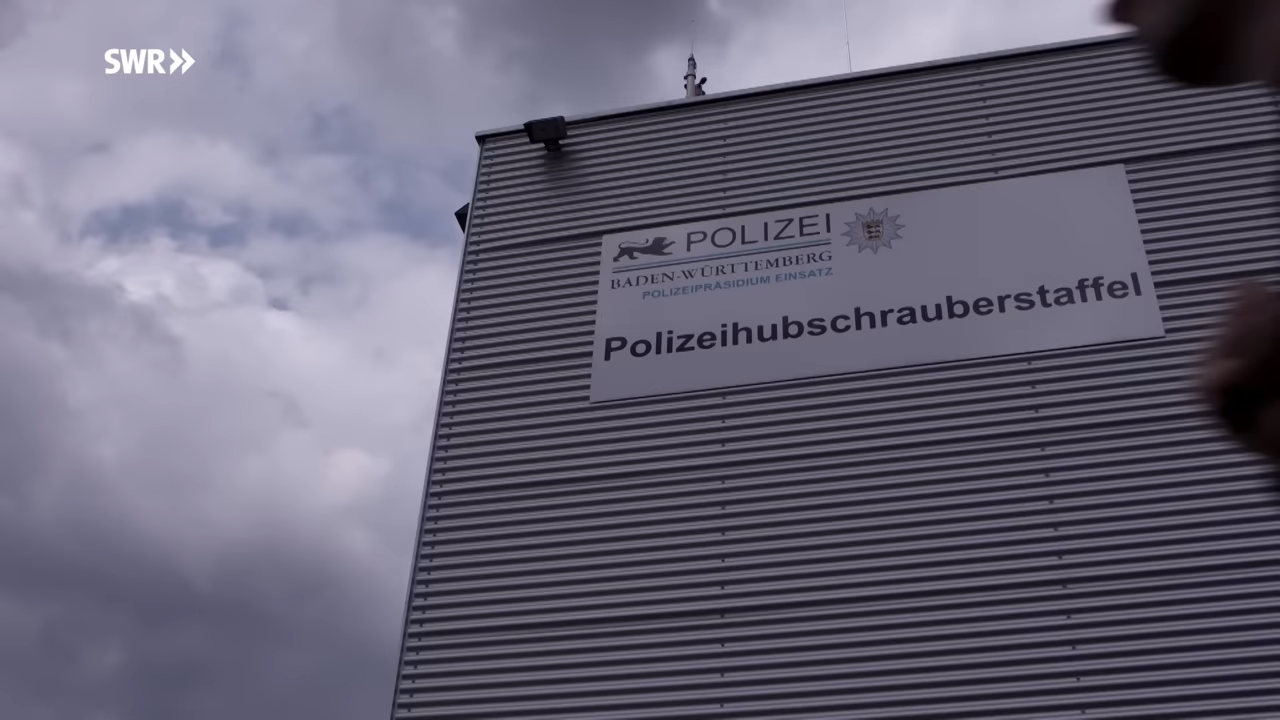 SWR
POLIZEI
BADEN-WÜRTTEMBERG
POLIZEIPRÄSIDIUM EINSATZ
Polizeihubschrauberstaffel